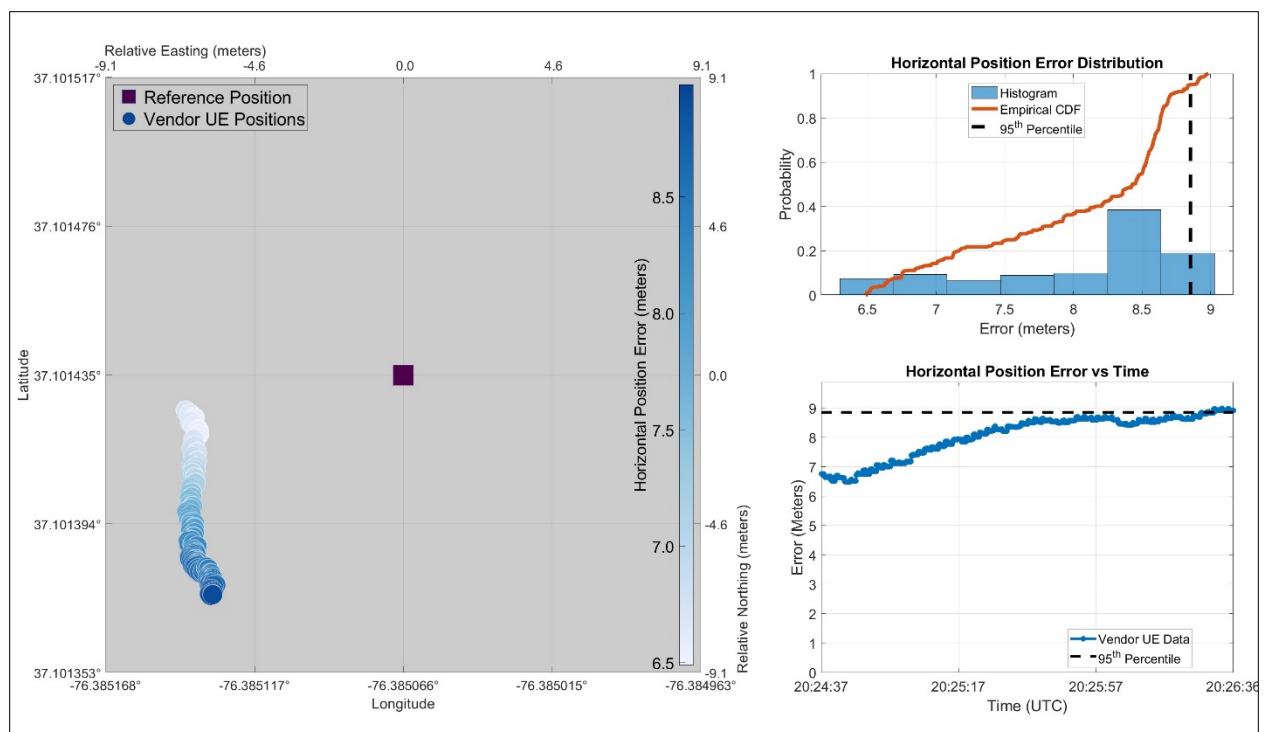 Relative Easting (meters)
-9.1 -4.6 0.0 4.6 9.1
37.101517°
37.101476°
37.101435°
37.101394°
37.101353°
Latitude
Reference Position
Vendor UE Positions
8.5
8.0
7.5
7.0
6.5
Horizontal Position Error (meters)
9.1
4.6
0.0
-4.6
-9.1
Relative Northing (meters)
-76.385168° -76.385117° -76.385066° -76.385015° -76.384963°
Longitude
Horizontal Position Error Distribution
Histogram
Empirical CDF
95th Percentile
1
0.8
0.6
0.4
0.2
0
Probability
6.5 7 7.5 8 8.5 9
Error (meters)
Horizontal Position Error vs Time
9
8
7
6
5
4
3
2
1
0
Error (Meters)
Vendor UE Data
95th Percentile
20:24:37 20:25:17 20:25:57 20:26:36
Time (UTC)